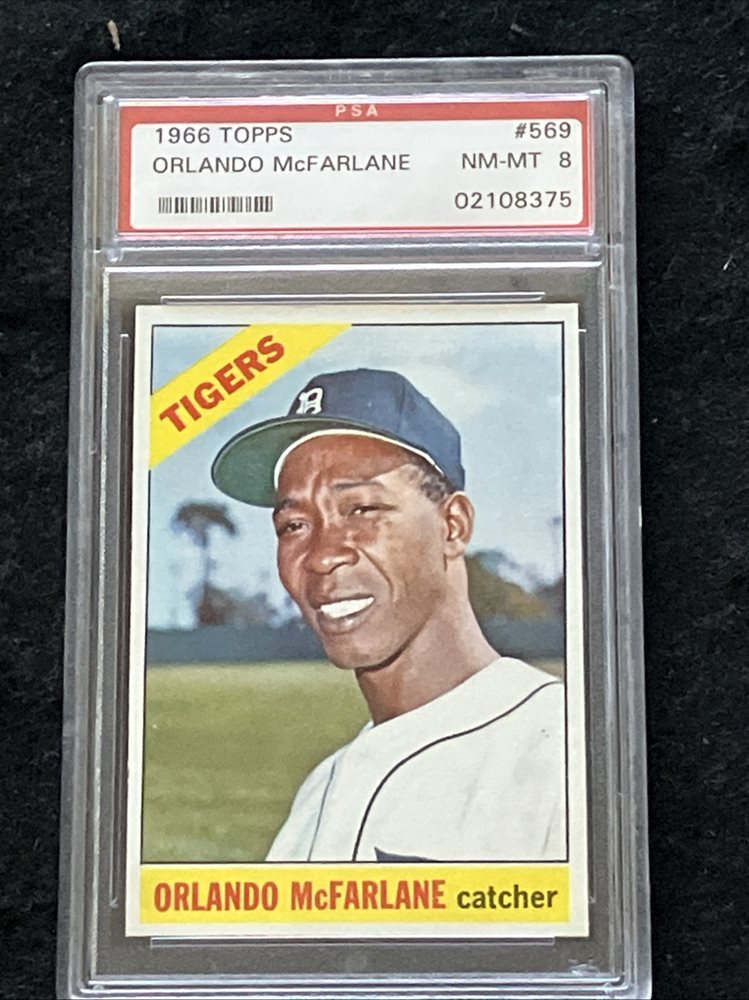 PSA
1966 TOPPS #569
ORLANDO McFARLANE NM-MT 8
02108375
TIGERS
D
ORLANDO McFARLANE catcher